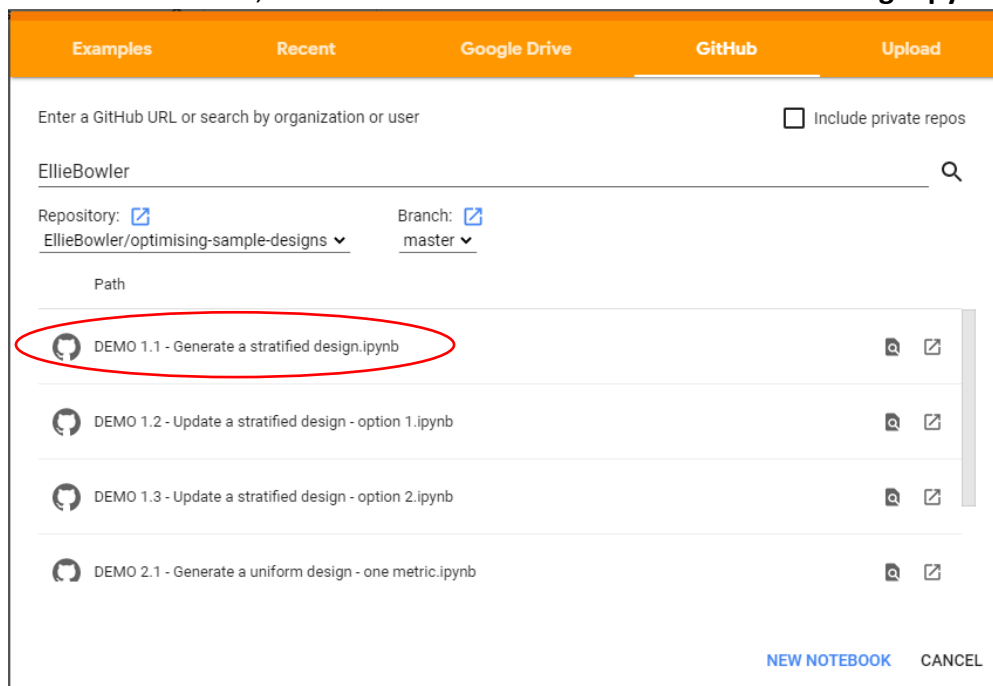 Examples Recent Google Drive GitHub Upload
Enter a GitHub URL or search by organization or user Include private repos
EllieBowler
Repository: Branch:
EllieBowler/optimising-sample-designs master
Path
DEMO 1.1 - Generate a stratified design.ipynb
DEMO 1.2 - Update a stratified design - option 1.ipynb
DEMO 1.3 - Update a stratified design - option 2.ipynb
DEMO 2.1 - Generate a uniform design - one metric.ipynb
NEW NOTEBOOK CANCEL